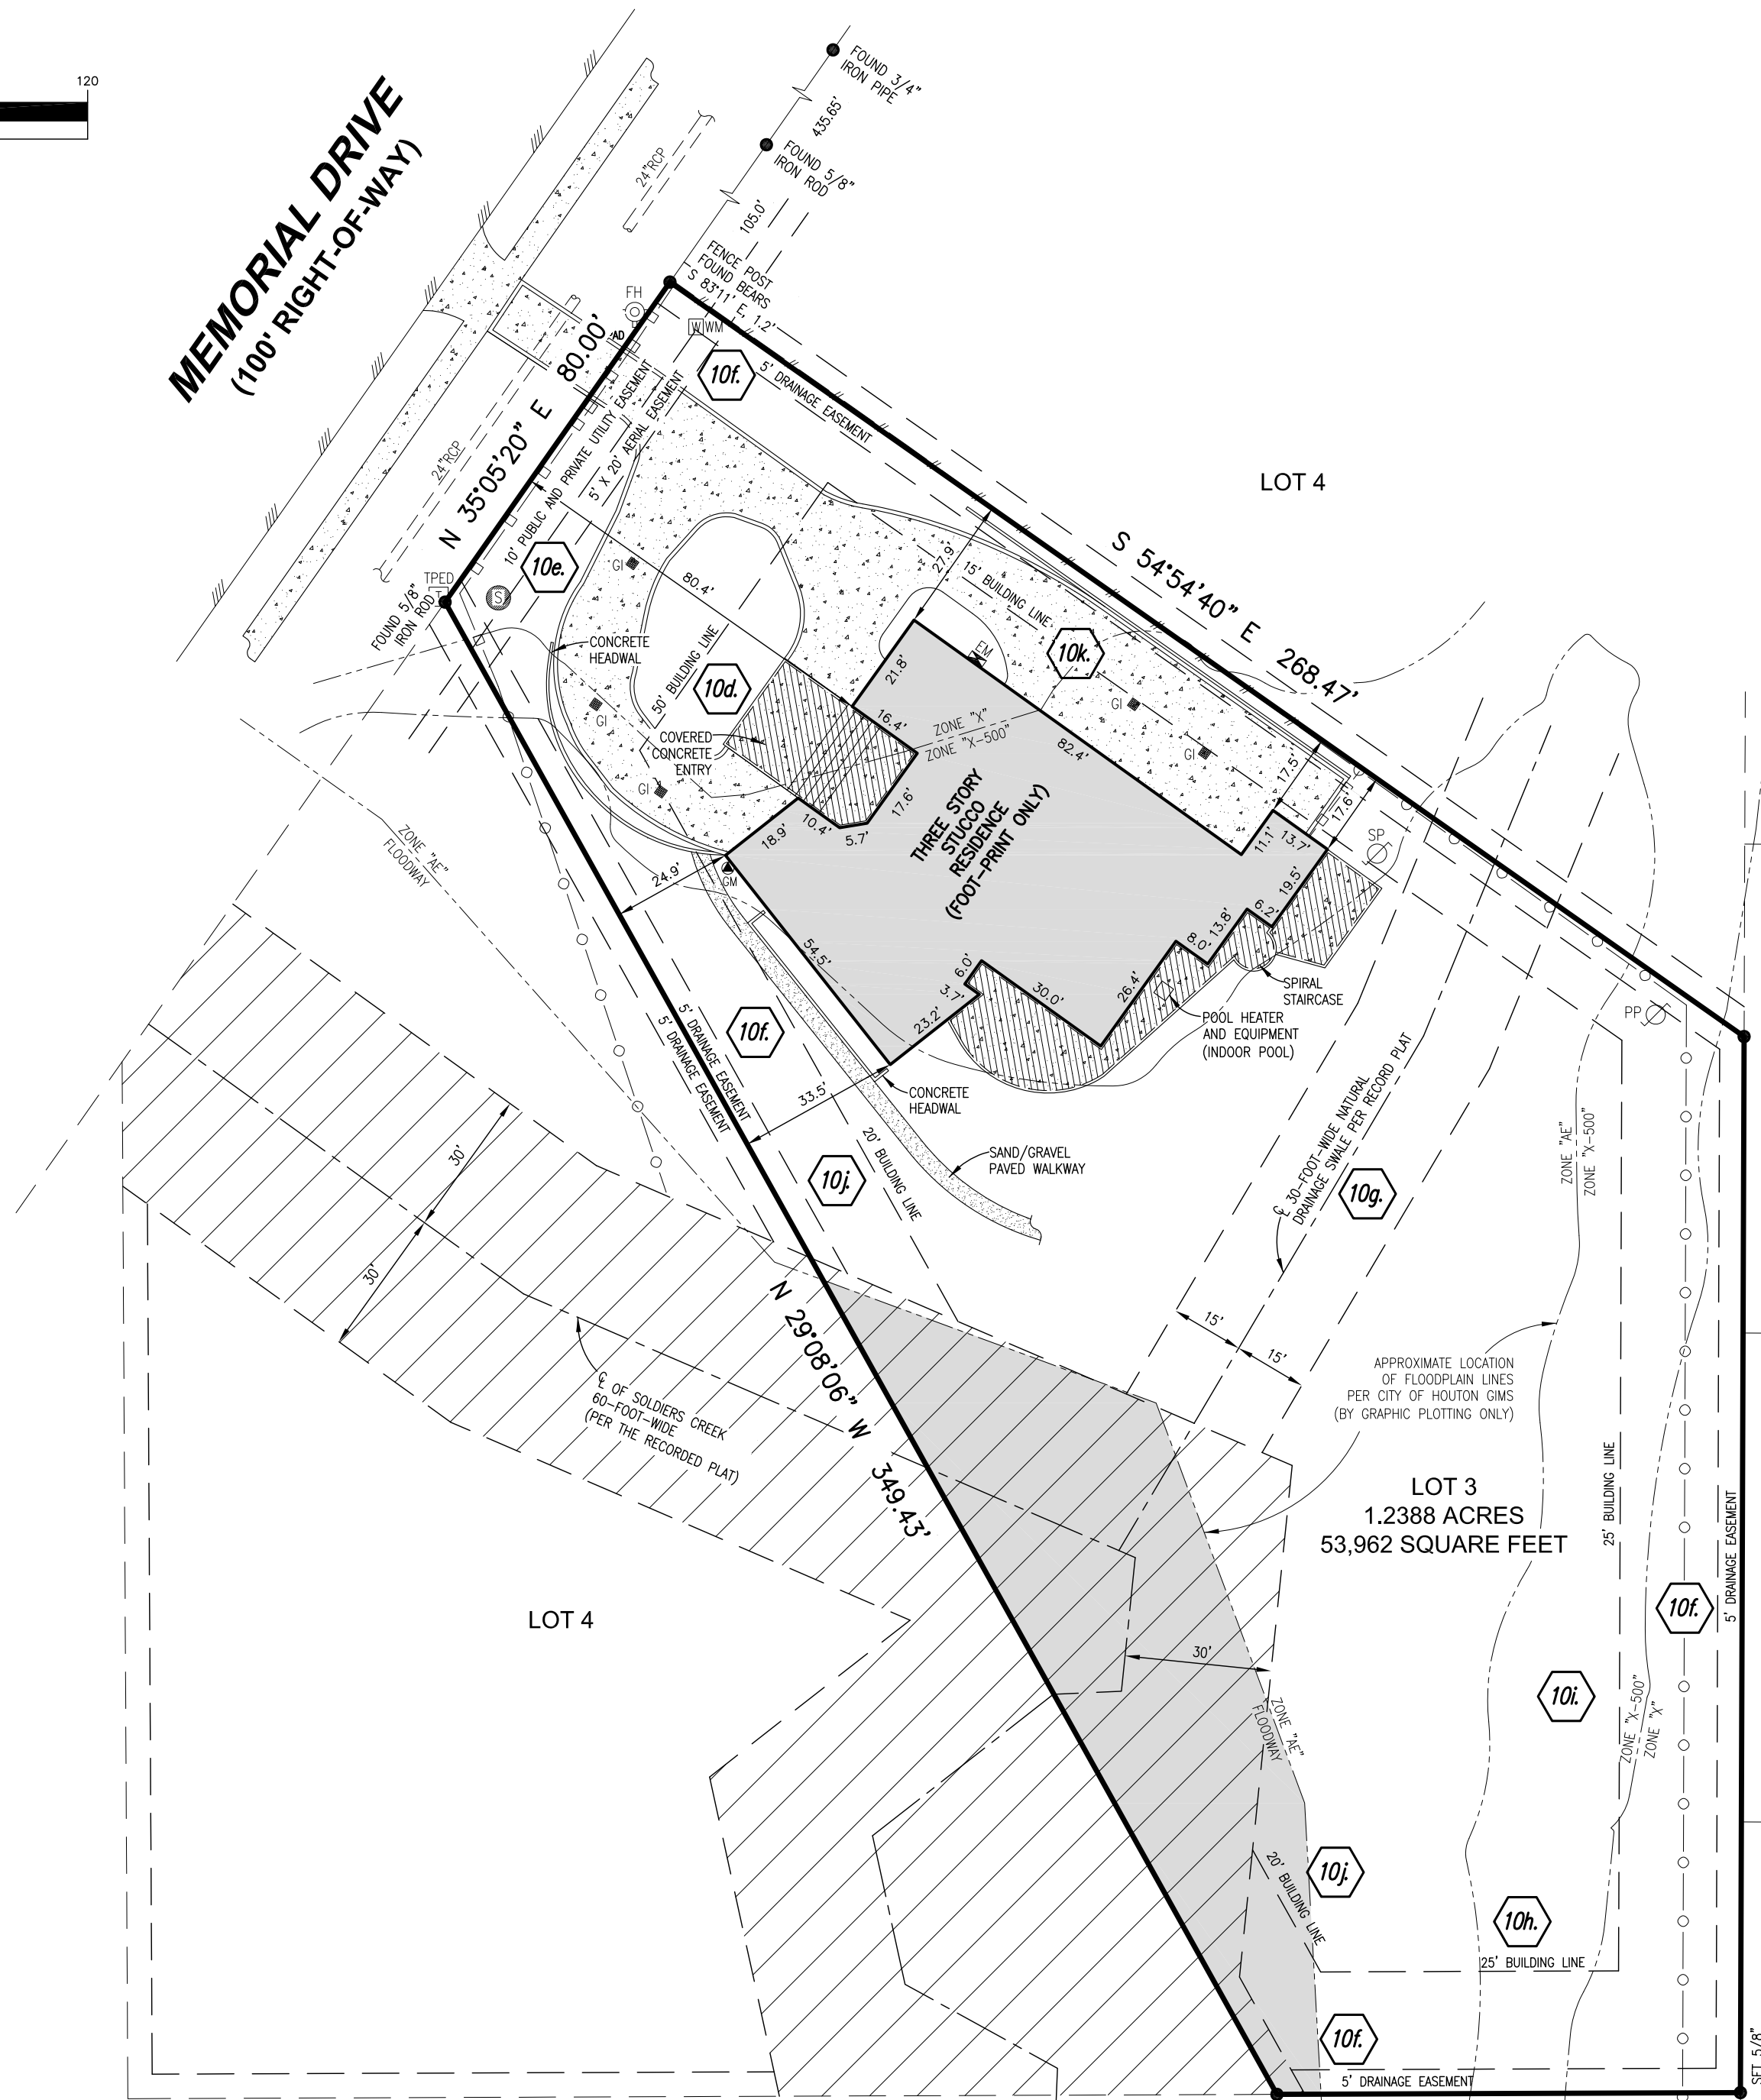 120
MEMORIAL DRIVE
(100' RIGHT-OF-WAY)
FOUND 3/4"
IRON PIPE
435.65'
FOUND 5/8"
IRON ROD
105.0'
24"RCP
FENCE POST
FOUND BEARS
S 83°11' E, 1.2'
FH
W WM
AD
N 35°05'20" E 80.00'
10f.
5' DRAINAGE EASEMENT
10' PUBLIC AND PRIVATE UTILITY EASEMENT
5' X 20' AERIAL EASEMENT
24"RCP
LOT 4
S 54°54'40" E 268.47'
10e.
TPED
T
S
FOUND 5/8"
IRON ROD
GI
80.4'
27.9'
15' BUILDING LINE
CONCRETE
HEADWAL
50' BUILDING LINE
10d.
EM
10k.
21.8'
GI
GI
16.4'
ZONE "X"
ZONE "X-500"
COVERED
CONCRETE
ENTRY
82.4'
GI
17.5'
GI
17.6'
THREE STORY
STUCCO
RESIDENCE
(FOOT-PRINT ONLY)
17.6'
18.9'
10.4'
5.7'
11.1'
13.7'
SP
ZONE "AE"
FLOODWAY
24.9'
GM
19.5'
6.2'
13.8'
8.0'
54.5'
6.0'
3.7'
30.0'
26.4'
23.2'
SPIRAL
STAIRCASE
PP
POOL HEATER
AND EQUIPMENT
(INDOOR POOL)
5' DRAINAGE EASEMENT
5' DRAINAGE EASEMENT
10f.
33.5'
CONCRETE
HEADWAL
20' BUILDING LINE
SAND/GRAVEL
PAVED WALKWAY
10j.
℄ 30-FOOT-WIDE NATURAL
DRAINAGE SWALE PER RECORD PLAT
10g.
ZONE "AE"
ZONE "X-500"
30'
30'
N 29°08'06" W 349.43'
15'
15'
℄ OF SOLDIERS CREEK
60-FOOT-WIDE
(PER THE RECORDED PLAT)
APPROXIMATE LOCATION
OF FLOODPLAIN LINES
PER CITY OF HOUTON GIMS
(BY GRAPHIC PLOTTING ONLY)
25' BUILDING LINE
LOT 3
1.2388 ACRES
53,962 SQUARE FEET
5' DRAINAGE EASEMENT
10f.
LOT 4
30'
ZONE "AE"
FLOODWAY
10i.
ZONE "X-500"
ZONE "X"
20' BUILDING LINE
10j.
10h.
25' BUILDING LINE
10f.
5' DRAINAGE EASEMENT
SET 5/8"